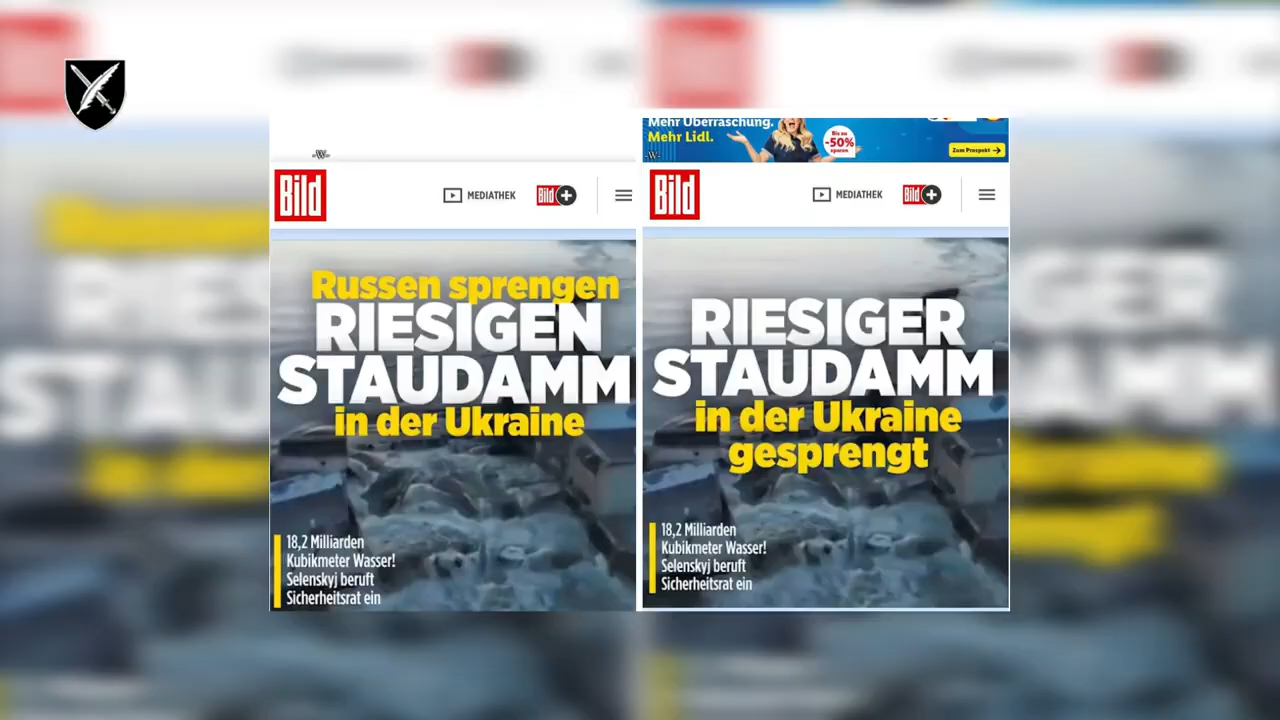 -W-
Bild
MEDIATHEK
Bild
Russen sprengen
RIESIGEN
STAUDAMM
in der Ukraine
18,2 Milliarden
Kubikmeter Wasser!
Selenskyj beruft
Sicherheitsrat ein
Mehr Überraschung.
Mehr Lidl.
Bis zu
-50%
sparen
Zum Prospekt
-W-
Bild
MEDIATHEK
Bild
RIESIGER
STAUDAMM
in der Ukraine
gesprengt
18,2 Milliarden
Kubikmeter Wasser!
Selenskyj beruft
Sicherheitsrat ein